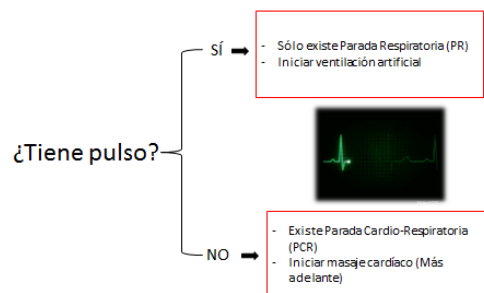 SÍ
- Sólo existe Parada Respiratoria (PR)
- Iniciar ventilación artificial
¿Tiene pulso?
NO
- Existe Parada Cardio-Respiratoria
(PCR)
- Iniciar masaje cardíaco (Más
adelante)